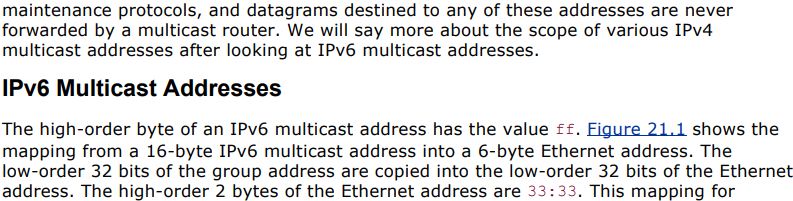 maintenance protocols, and datagrams destined to any of these addresses are never
forwarded by a multicast router. We will say more about the scope of various IPv4
multicast addresses after looking at IPv6 multicast addresses.
IPv6 Multicast Addresses
The high-order byte of an IPv6 multicast address has the value ff. Figure 21.1 shows the
mapping from a 16-byte IPv6 multicast address into a 6-byte Ethernet address. The
low-order 32 bits of the group address are copied into the low-order 32 bits of the Ethernet
address. The high-order 2 bytes of the Ethernet address are 33:33. This mapping for